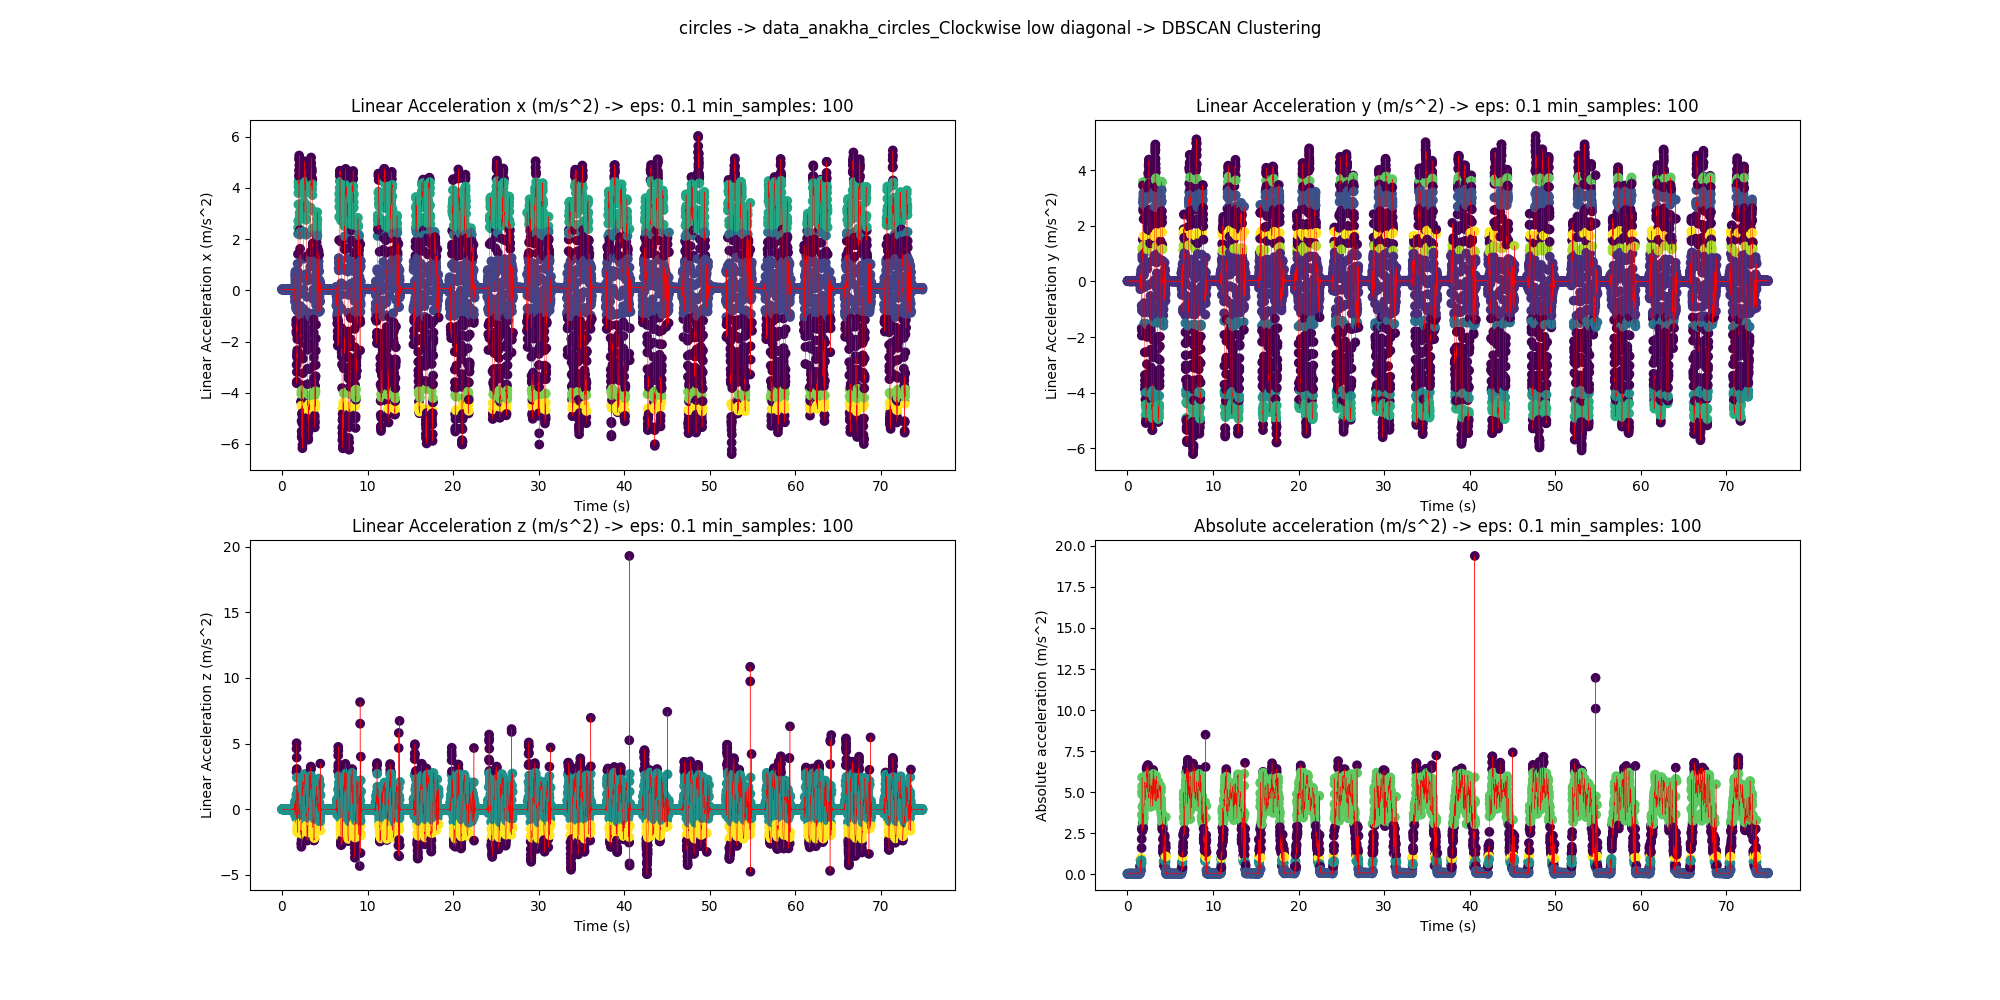 circles -> data_anakha_circles_Clockwise low diagonal -> DBSCAN Clustering
Linear Acceleration x (m/s^2) -> eps: 0.1 min_samples: 100
Linear Acceleration x (m/s^2)
6
4
2
0
−2
−4
−6
0 10 20 30 40 50 60 70
Time (s)
Linear Acceleration y (m/s^2) -> eps: 0.1 min_samples: 100
Linear Acceleration y (m/s^2)
4
2
0
−2
−4
−6
0 10 20 30 40 50 60 70
Time (s)
Linear Acceleration z (m/s^2) -> eps: 0.1 min_samples: 100
Linear Acceleration z (m/s^2)
20
15
10
5
0
−5
0 10 20 30 40 50 60 70
Time (s)
Absolute acceleration (m/s^2) -> eps: 0.1 min_samples: 100
Absolute acceleration (m/s^2)
20.0
17.5
15.0
12.5
10.0
7.5
5.0
2.5
0.0
0 10 20 30 40 50 60 70
Time (s)